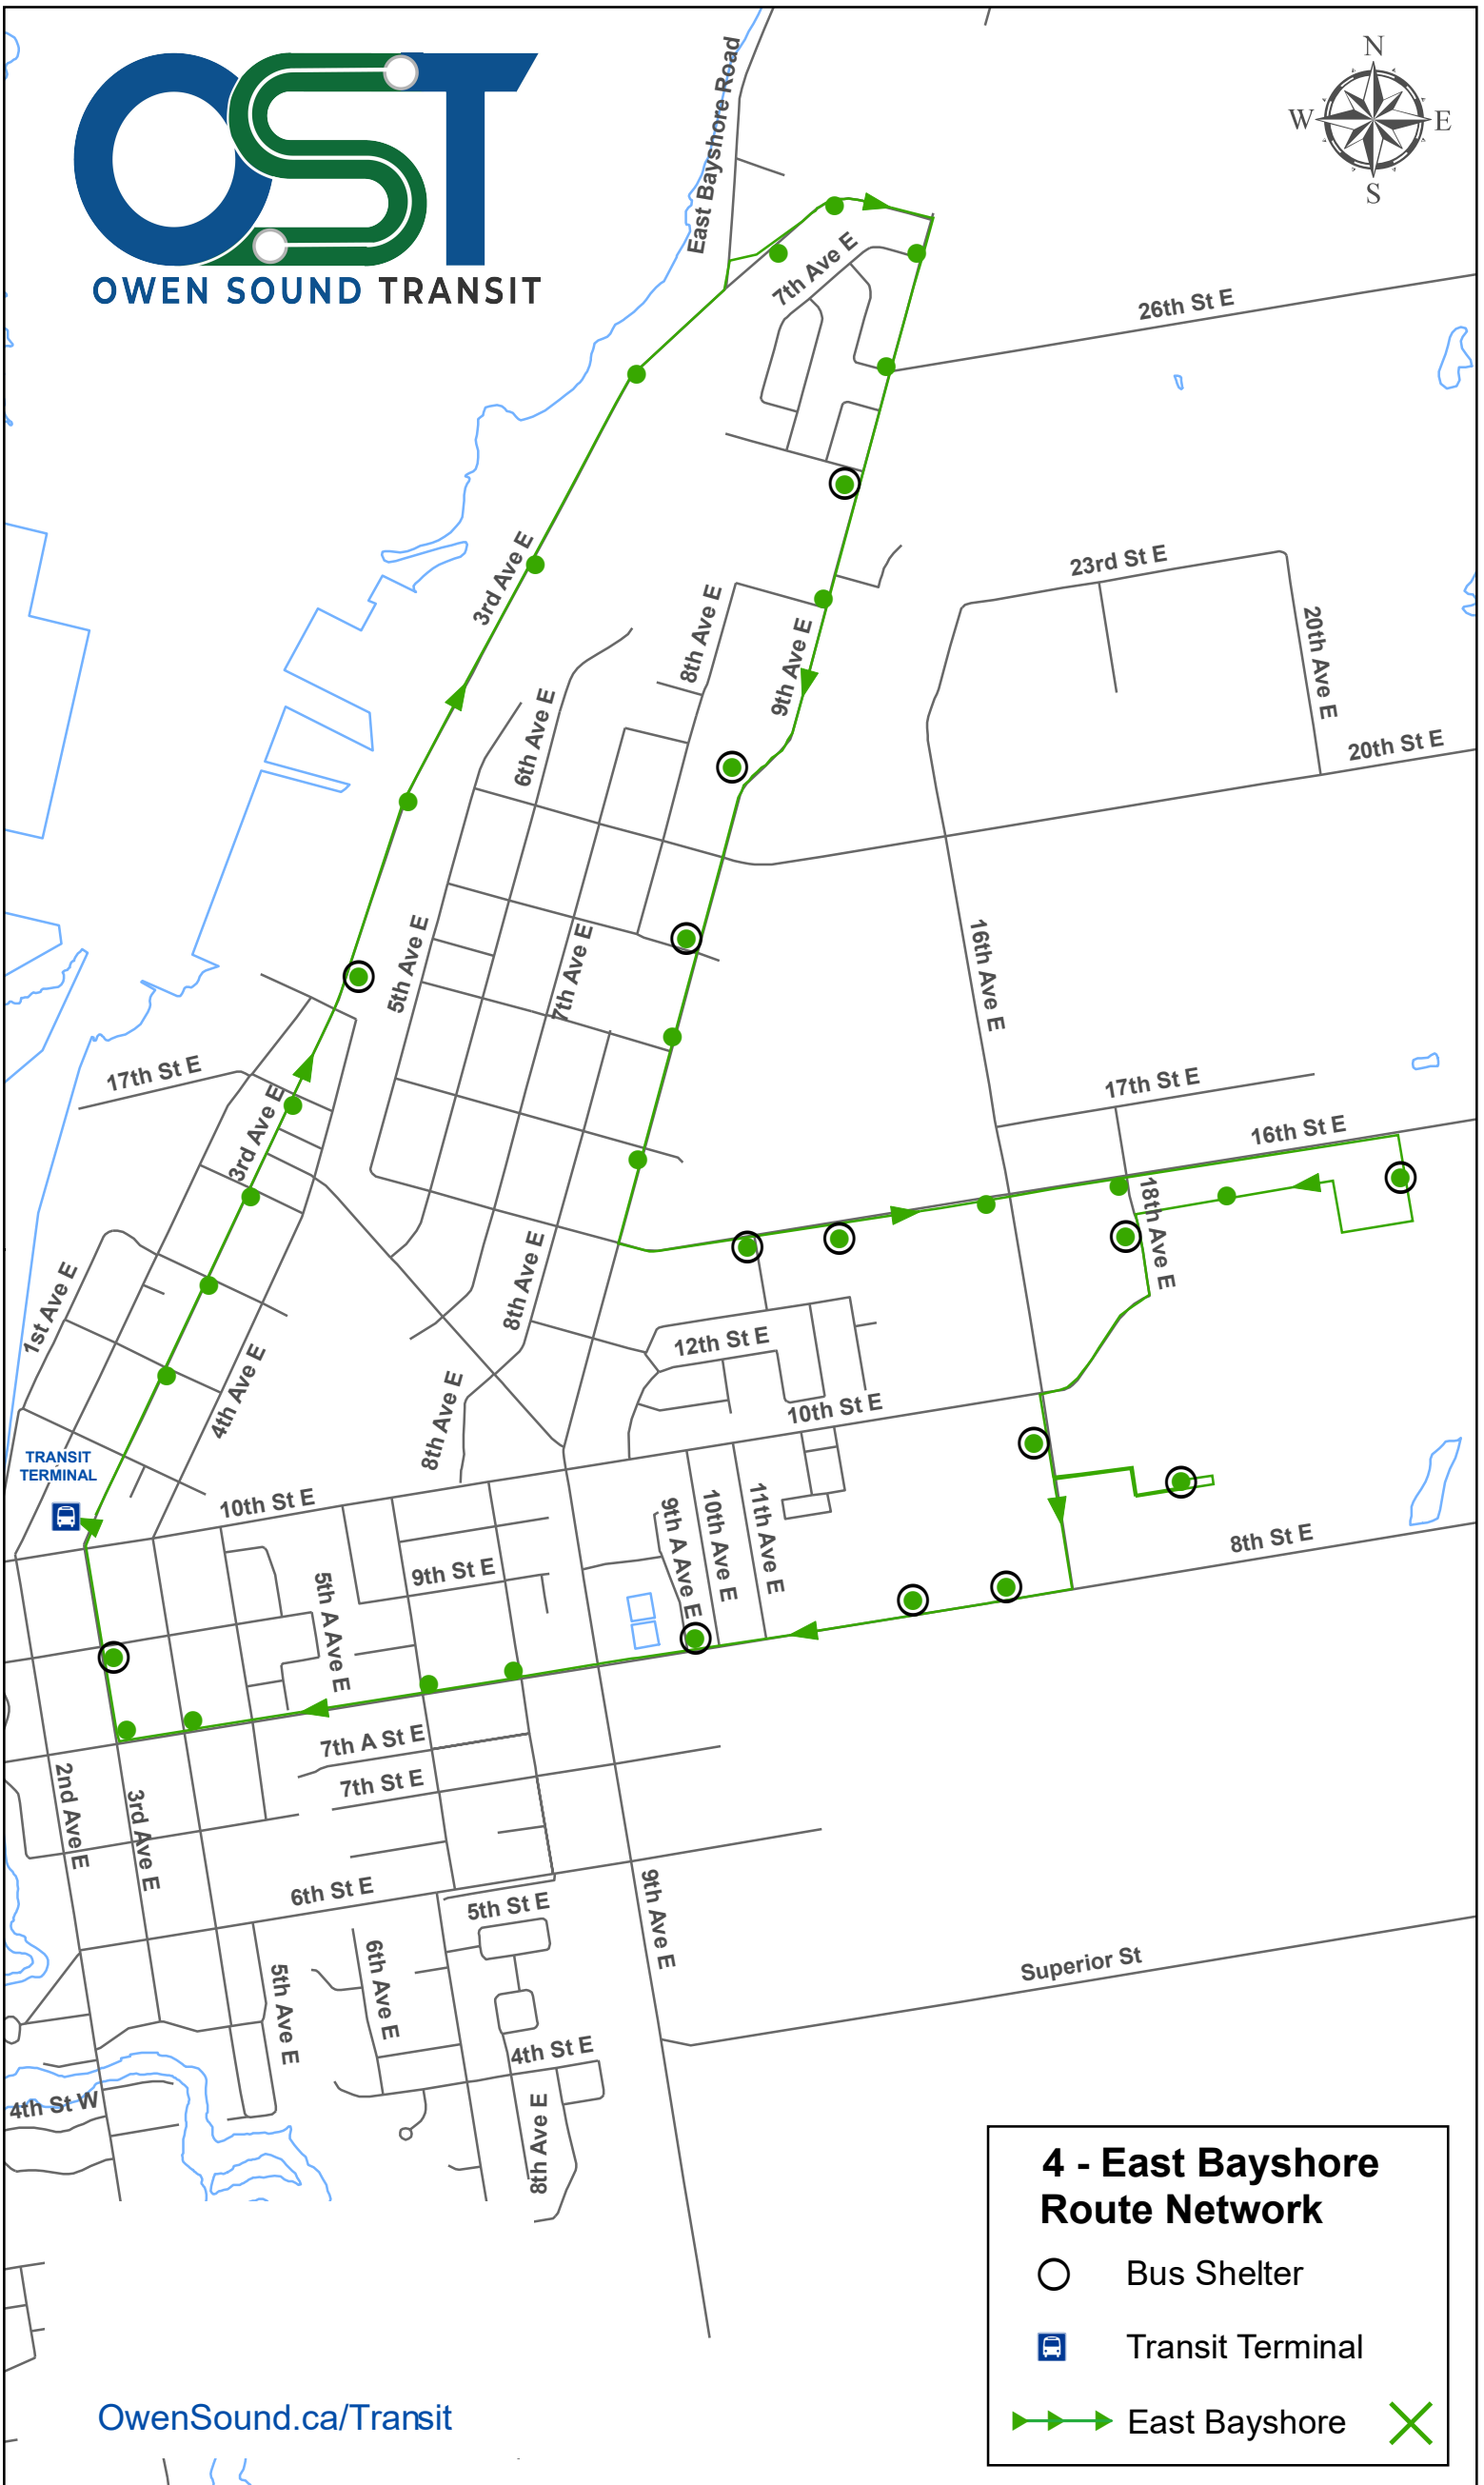 OST
OWEN SOUND TRANSIT
N
W
E
S
East Bayshore Road
7th Ave E
26th St E
3rd Ave E
23rd St E
8th Ave E
20th Ave E
9th Ave E
6th Ave E
20th St E
5th Ave E
7th Ave E
16th Ave E
17th St E
17th St E
3rd Ave E
16th St E
18th Ave E
1st Ave E
8th Ave E
12th St E
4th Ave E
8th Ave E
10th St E
TRANSIT
TERMINAL
10th St E
9th A Ave E
10th Ave E
11th Ave E
8th St E
9th St E
5th A Ave E
7th A St E
7th St E
2nd Ave E
3rd Ave E
6th St E
5th St E
9th Ave E
6th Ave E
5th Ave E
Superior St
4th St E
4th St W
8th Ave E
4 - East Bayshore
Route Network
Bus Shelter
Transit Terminal
East Bayshore
OwenSound.ca/Transit